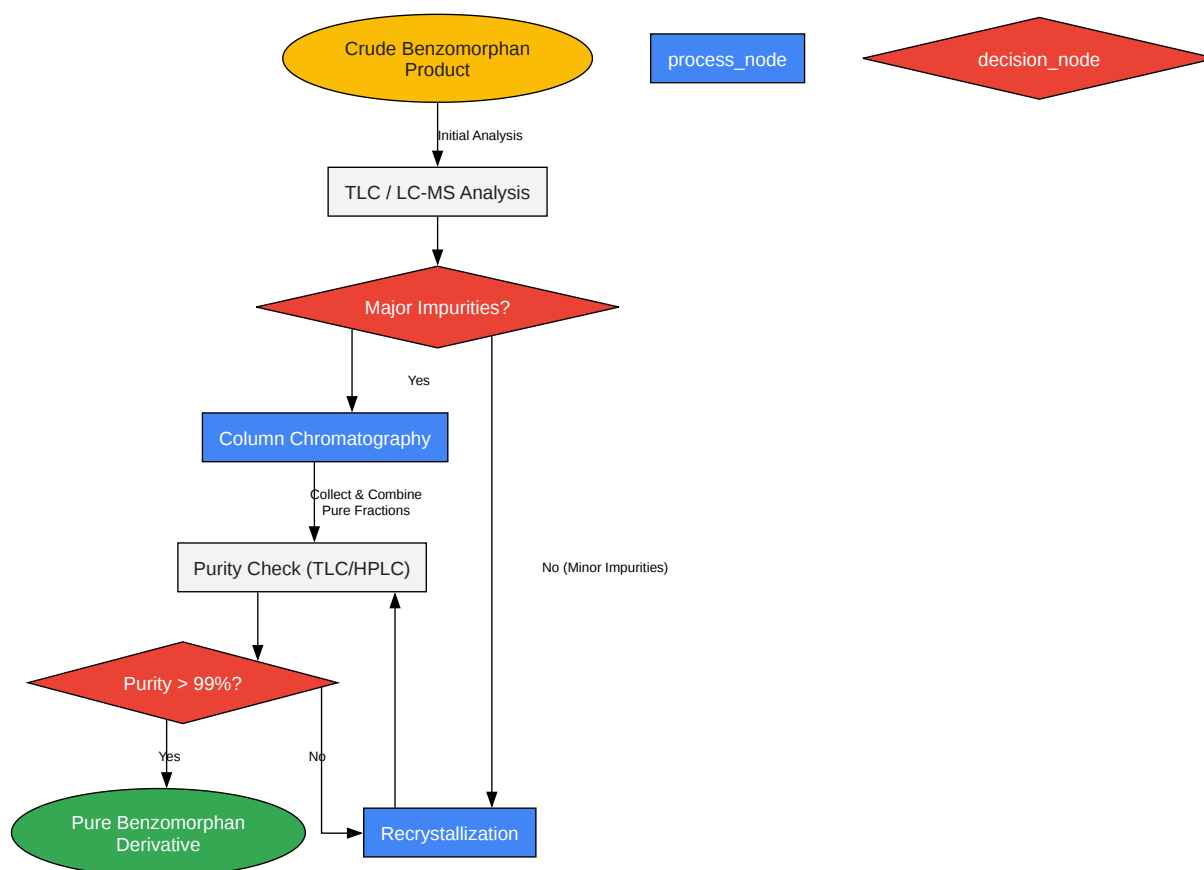 Crude Benzomorphan
Product
process_node
decision_node
Initial Analysis
TLC / LC-MS Analysis
Major Impurities?
Yes
Column Chromatography
Collect & Combine
Pure Fractions
Purity Check (TLC/HPLC)
No (Minor Impurities)
Purity > 99%?
Yes
No
Pure Benzomorphan
Derivative
Recrystallization